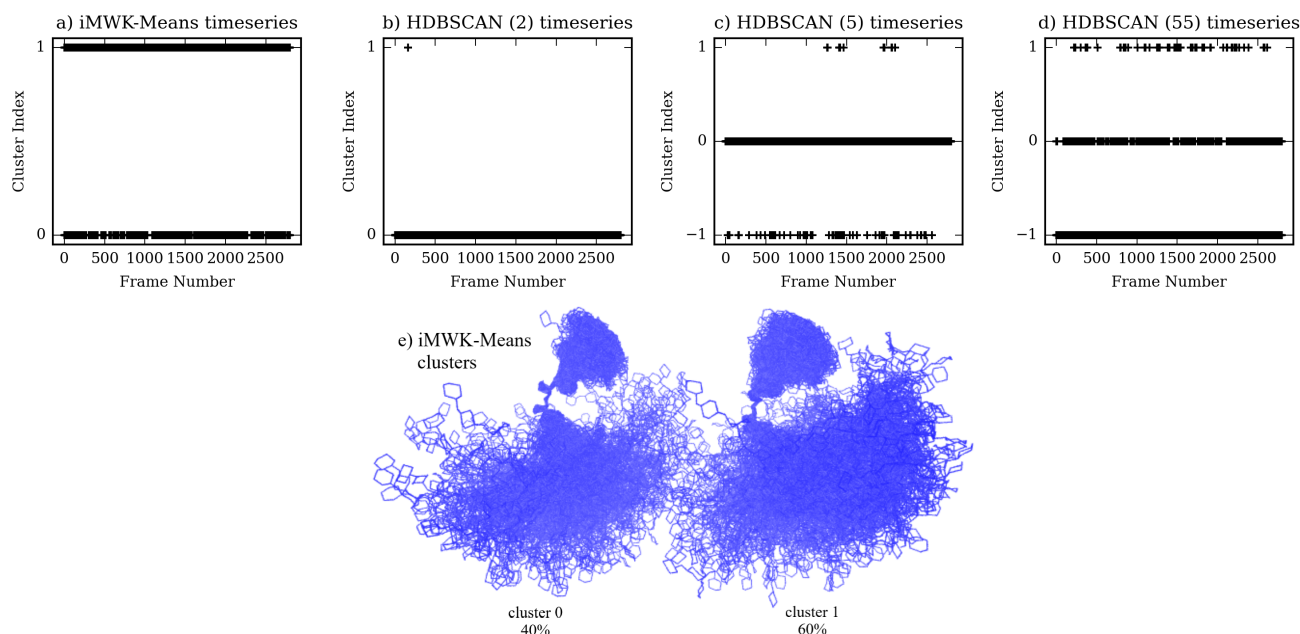 a) iMWK-Means timeseries
b) HDBSCAN (2) timeseries
c) HDBSCAN (5) timeseries
d) HDBSCAN (55) timeseries
1
0
Cluster Index
0 500 1000 1500 2000 2500
Frame Number
1
0
Cluster Index
0 500 1000 1500 2000 2500
Frame Number
1
0
−1
Cluster Index
0 500 1000 1500 2000 2500
Frame Number
1
0
−1
Cluster Index
0 500 1000 1500 2000 2500
Frame Number
e) iMWK-Means
clusters
cluster 0
40%
cluster 1
60%